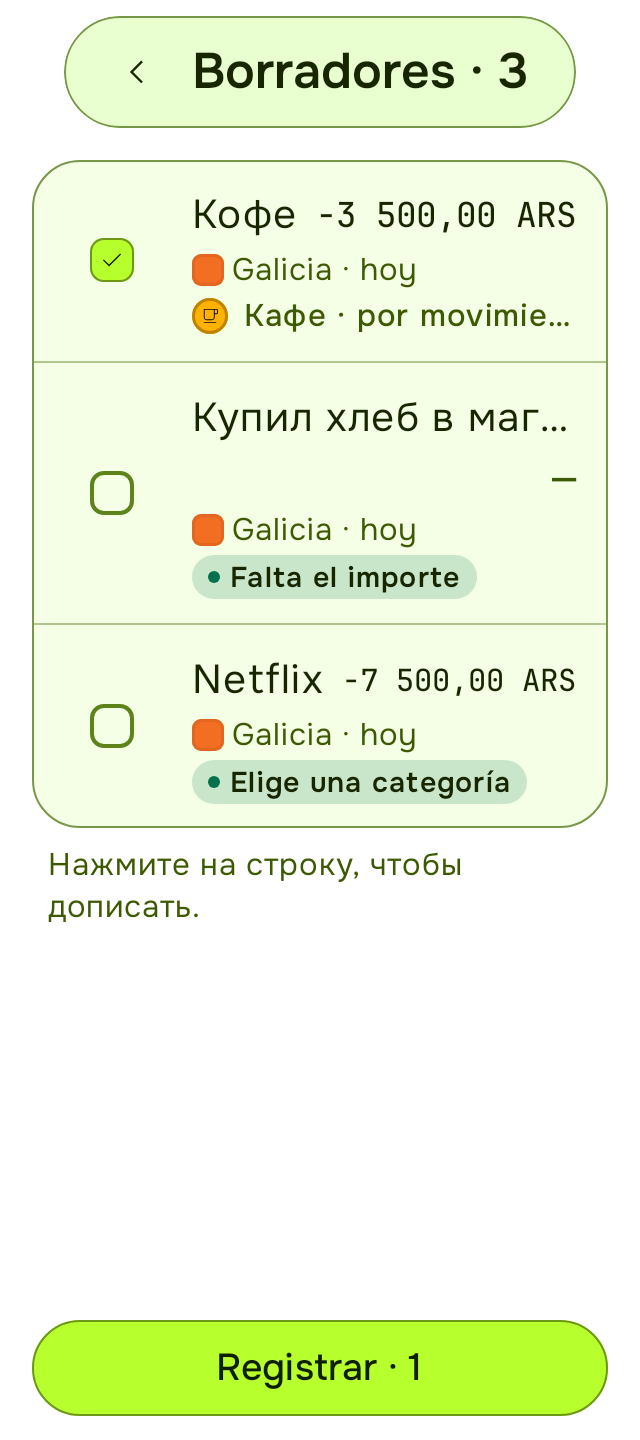 Borradores · 3
Кофе -3 500,00 ARS
Galicia · hoy
Кафе · por movimie...
Купил хлеб в маг...
–
Galicia · hoy
Falta el importe
Netflix -7 500,00 ARS
Galicia · hoy
Elige una categoría
Нажмите на строку, чтобы
дописать.
Registrar · 1